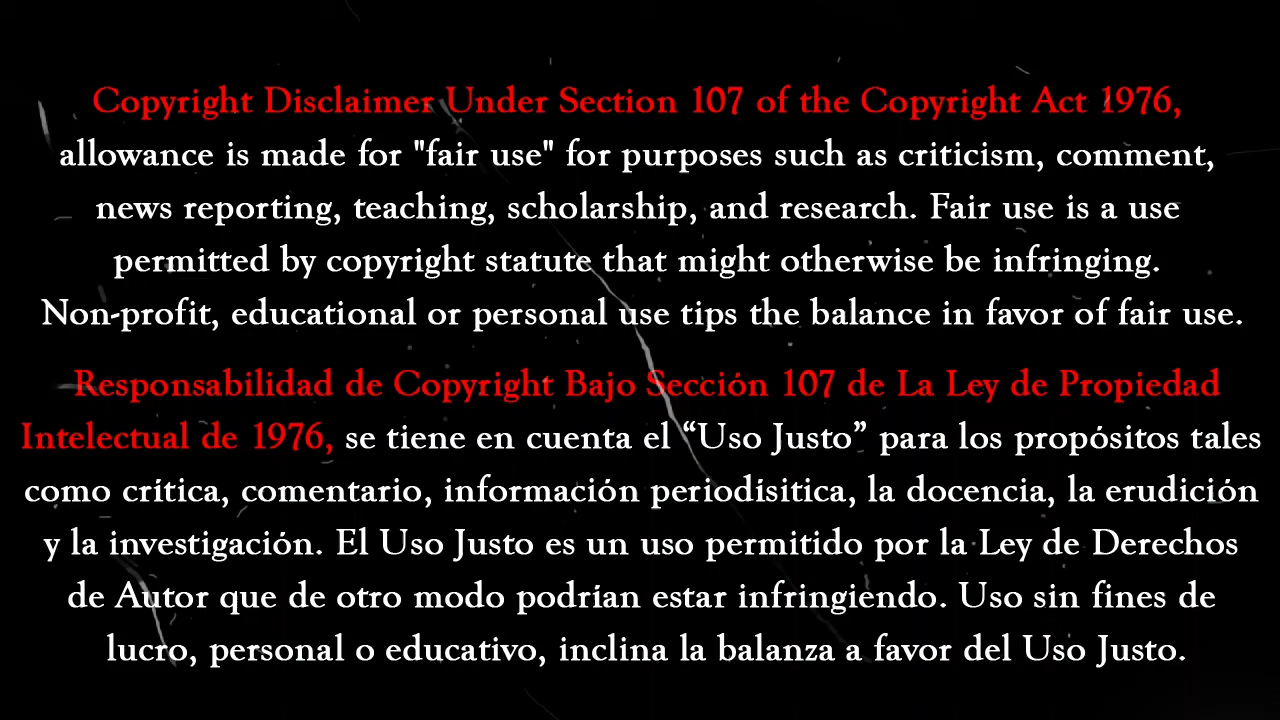 Copyright Disclaimer Under Section 107 of the Copyright Act 1976,
allowance is made for "fair use" for purposes such as criticism, comment,
news reporting, teaching, scholarship, and research. Fair use is a use
permitted by copyright statute that might otherwise be infringing.
Non-profit, educational or personal use tips the balance in favor of fair use.
Responsabilidad de Copyright Bajo Sección 107 de La Ley de Propiedad
Intelectual de 1976, se tiene en cuenta el “Uso Justo” para los propósitos tales
como crítica, comentario, información periodísitica, la docencia, la erudición
y la investigación. El Uso Justo es un uso permitido por la Ley de Derechos
de Autor que de otro modo podrían estar infringiendo. Uso sin fines de
lucro, personal o educativo, inclina la balanza a favor del Uso Justo.